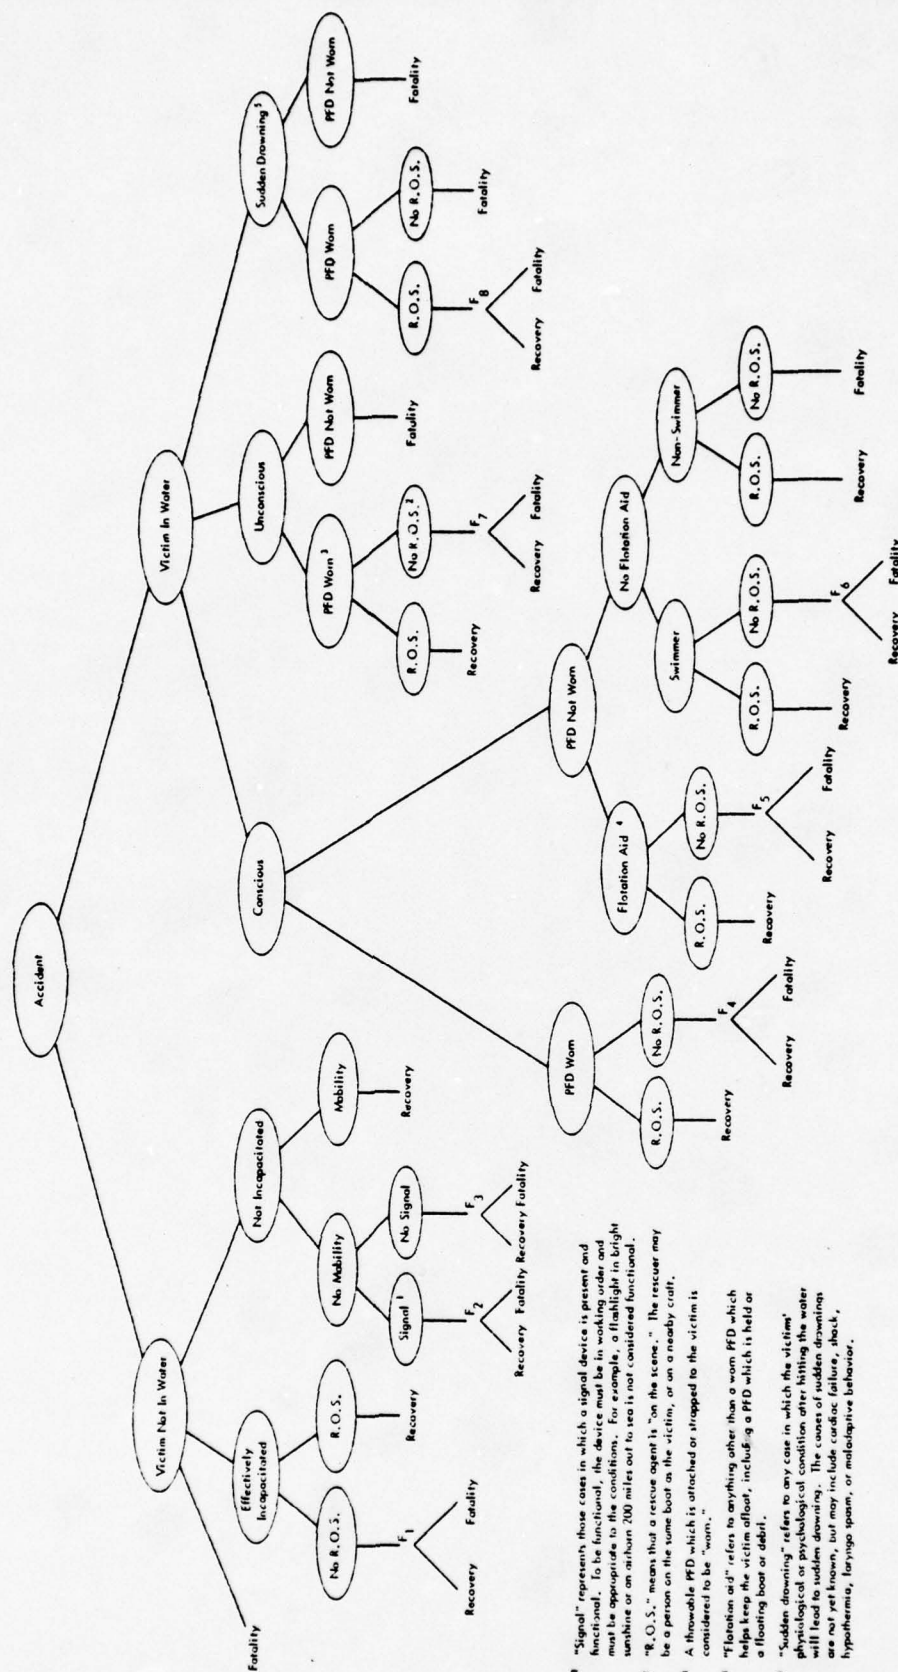 Accident
Victim Not In Water
Victim In Water
Fatality
Effectively
Incapacitated
Not Incapacitated
Conscious
Unconscious
Sudden Drowning⁵
No R.O.S.
R.O.S.
No Mobility
Mobility
PFD Worn³
PFD Not Worn
PFD Worn
PFD Not Worn
F₁
Recovery
Fatality
Recovery
Signal¹
No Signal
Recovery
F₂
F₃
Recovery
Fatality
Recovery
Fatality
R.O.S.
No R.O.S.²
Fatality
Recovery
F₇
Recovery
Fatality
R.O.S.
No R.O.S.
Fatality
F₈
Fatality
Recovery
Fatality
PFD Worn
PFD Not Worn
R.O.S.
No R.O.S.
Flotation Aid⁴
No Flotation Aid
Recovery
F₄
Recovery
Fatality
R.O.S.
No R.O.S.
Swimmer
Non-Swimmer
Recovery
F₅
Recovery
Fatality
R.O.S.
No R.O.S.
R.O.S.
No R.O.S.
Recovery
F₆
Recovery
Fatality
Recovery
Fatality
"Signal" represents those cases in which a signal device is present and
functional. To be functional, the device must be in working order and
must be appropriate to the conditions. For example, a flashlight in bright
sunshine or an airhorn 200 miles out to sea is not considered functional.
"R.O.S." means that a rescue agent is "on the scene." The rescuer may
be a person on the same boat as the victim, or on a nearby craft.
A throwable PFD which is attached or strapped to the victim is
considered to be "worn."
"Flotation aid" refers to anything other than a worn PFD which
helps keep the victim afloat, including a PFD which is held or
a floating boat or debri.
"Sudden drowning" refers to any case in which the victims'
physiological or psychological condition after hitting the water
will lead to sudden drowning. The causes of sudden drownings
are not yet known, but may include cardiac failure, shock,
hypothermia, laryngo spasm, or maladaptive behavior.